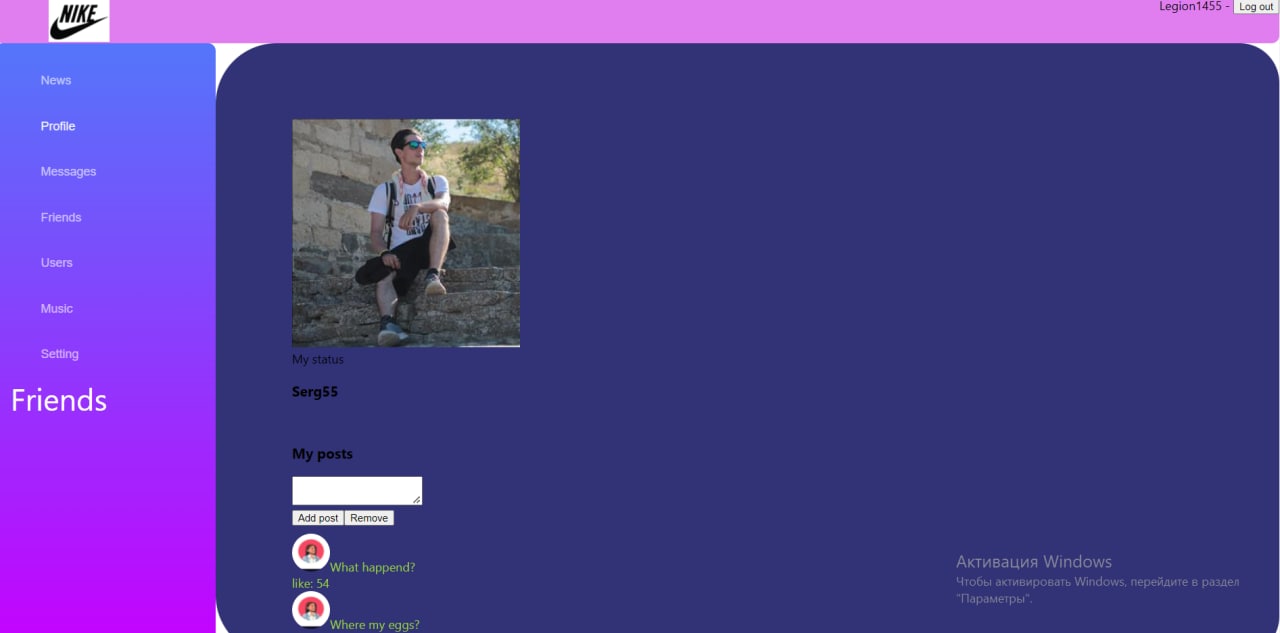 NIKE
Legion1455 - Log out
News
Profile
Messages
Friends
Users
Music
Setting
Friends
My status
Serg55
My posts
Add post Remove
What happend?
like: 54
Where my eggs?
Активация Windows
Чтобы активировать Windows, перейдите в раздел
"Параметры".